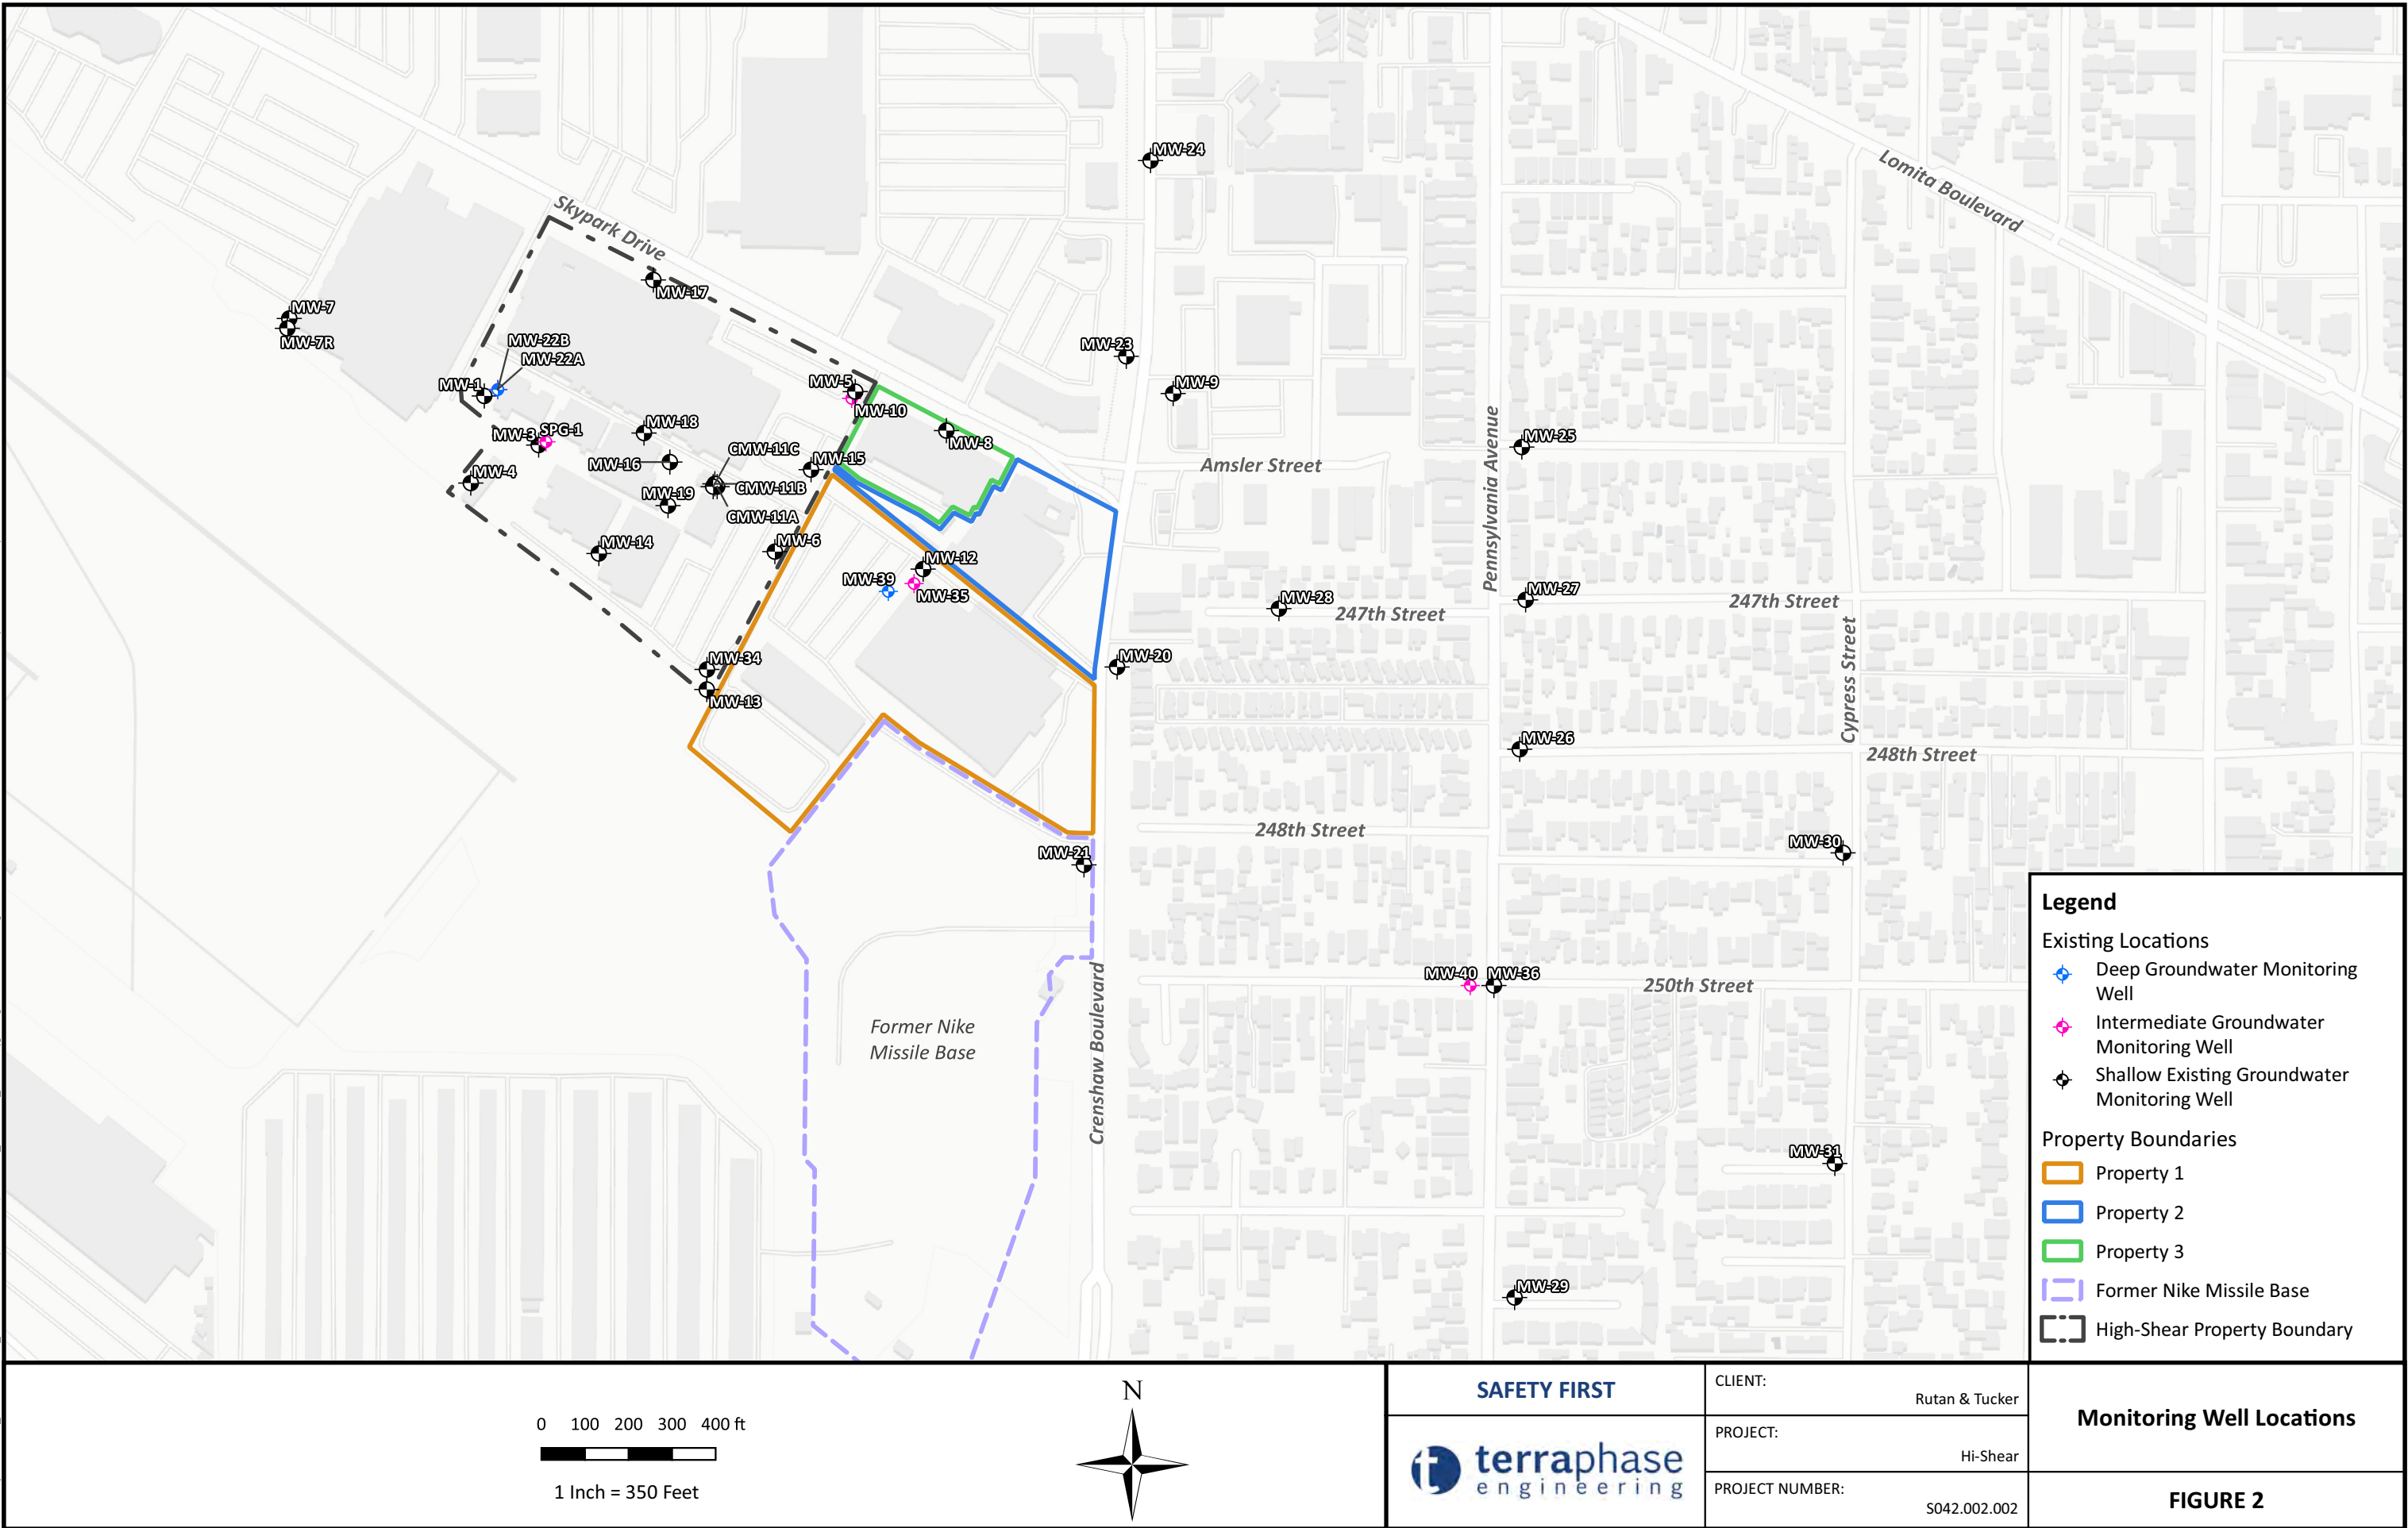 MW-24
Lomita Boulevard
Skypark Drive
MW-17
MW-7
MW-7R
MW-22B
MW-22A
MW-1
MW-23
MW-9
MW-5
MW-10
MW-8
MW-3
SPG-1
MW-18
MW-16
CMW-11C
MW-15
CMW-11B
CMW-11A
MW-4
MW-19
MW-14
MW-6
Amsler Street
Pennsylvania Avenue
MW-25
MW-12
MW-39
MW-35
MW-28
247th Street
MW-27
247th Street
Cypress Street
MW-20
MW-34
MW-13
MW-26
248th Street
248th Street
MW-21
MW-30
MW-40
MW-36
250th Street
Former Nike
Missile Base
Crenshaw Boulevard
MW-31
MW-29
Legend
Existing Locations
Deep Groundwater Monitoring
Well
Intermediate Groundwater
Monitoring Well
Shallow Existing Groundwater
Monitoring Well
Property Boundaries
Property 1
Property 2
Property 3
Former Nike Missile Base
High-Shear Property Boundary
0 100 200 300 400 ft
1 Inch = 350 Feet
N
SAFETY FIRST
terraphase
engineering
CLIENT:
Rutan & Tucker
PROJECT:
Hi-Shear
PROJECT NUMBER:
S042.002.002
Monitoring Well Locations
FIGURE 2